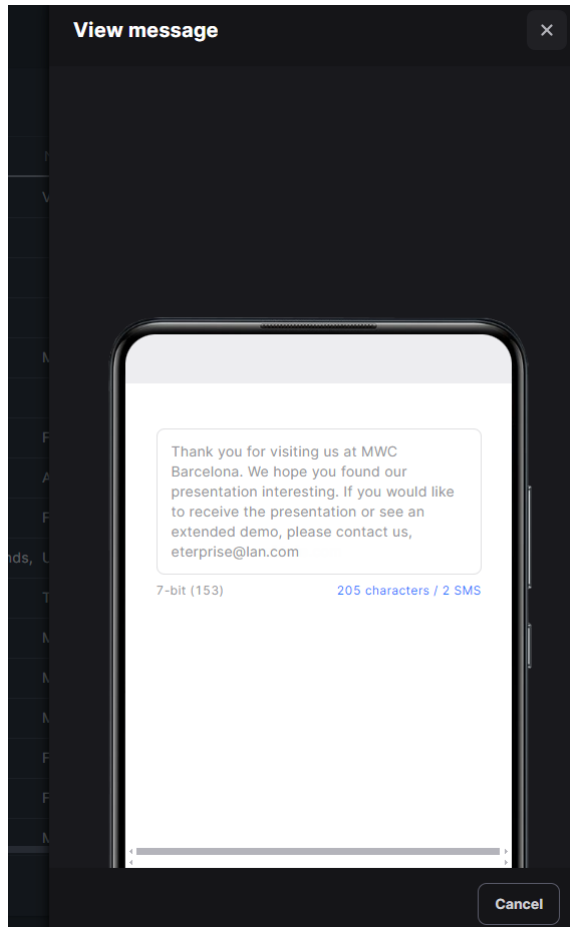 View message
×
N
V
M
F
A
F
nds, U
T
M
M
M
F
F
M
Thank you for visiting us at MWC
Barcelona. We hope you found our
presentation interesting. If you would like
to receive the presentation or see an
extended demo, please contact us,
eterprise@lan.com
7-bit (153)
205 characters / 2 SMS
Cancel